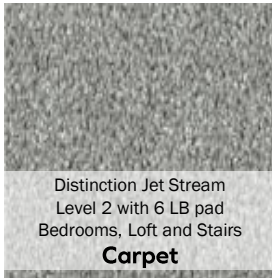 Distinction Jet Stream
Level 2 with 6 LB pad
Bedrooms, Loft and Stairs
Carpet